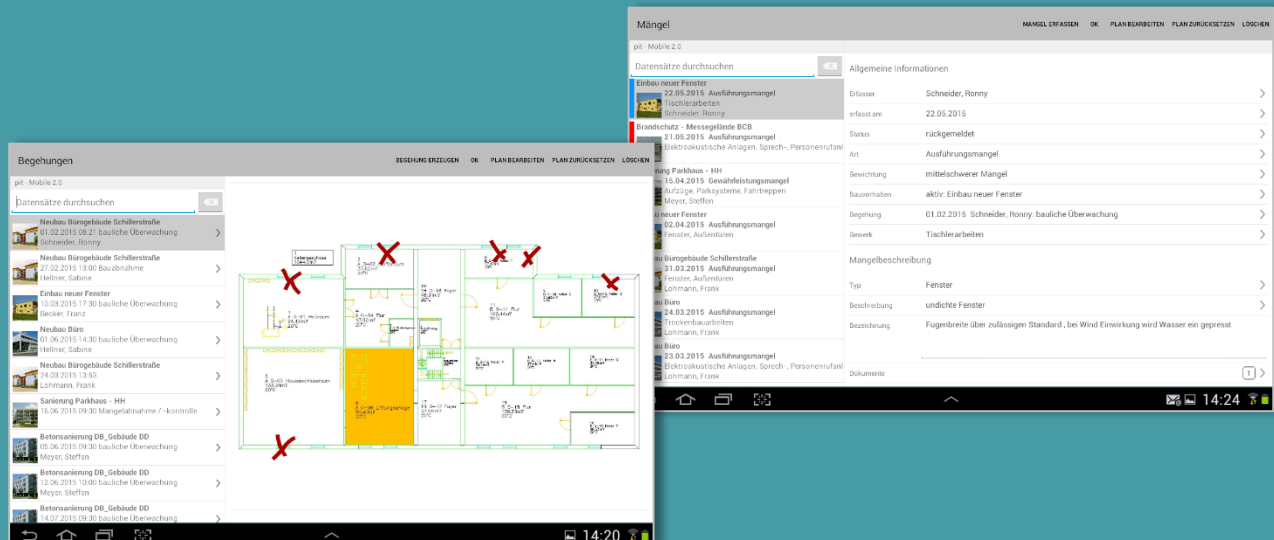 Mängel
MANGEL ERFASSEN OK PLAN BEARBEITEN PLAN ZURÜCKSETZEN LÖSCHEN
pit - Mobile 2.0
Datensätze durchsuchen
Einbau neuer Fenster
22.05.2015 Ausführungsmangel
Tischlerarbeiten
Schneider, Ronny
Brandschutz - Messegelände BCB
21.05.2015 Ausführungsmangel
Elektroakustische Anlagen, Sprech-, Personenrufanl
rung Parkhaus - HH
15.04.2015 Gewährleistungsmangel
Aufzüge, Parksysteme, Fahrtreppen
Meyer, Steffen
neuer Fenster
02.04.2015 Ausführungsmangel
Fenster, Außentüren
u Bürogebäude Schillerstraße
31.03.2015 Ausführungsmangel
Fenster, Außentüren
Lohmann, Frank
u Büro
24.03.2015 Ausführungsmangel
Trockenbauarbeiten
Lohmann, Frank
u Büro
23.03.2015 Ausführungsmangel
Elektroakustische Anlagen, Sprech-, Personenrufanl
Lohmann, Frank
Allgemeine Informationen
Erfasser Schneider, Ronny
erfasst am 22.05.2015
Status rückgemeldet
Art Ausführungsmangel
Gewichtung mittelschwerer Mangel
Bauvorhaben aktiv: Einbau neuer Fenster
Begehung 01.02.2015 Schneider, Ronny: bauliche Überwachung
Gewerk Tischlerarbeiten
Mangelbeschreibung
Typ Fenster
Beschreibung undichte Fenster
Bezeichnung Fugenbreite über zulässigen Standard , bei Wind Einwirkung wird Wasser ein gepresst
Dokumente 1
14:24
Begehungen
BEGEHUNG ERZEUGEN OK PLAN BEARBEITEN PLAN ZURÜCKSETZEN LÖSCHEN
pit - Mobile 2.0
Datensätze durchsuchen
Neubau Bürogebäude Schillerstraße
01.02.2015 08:21 bauliche Überwachung
Schneider, Ronny
Neubau Bürogebäude Schillerstraße
27.02.2015 13:00 Bauabnahme
Hellner, Sabine
Einbau neuer Fenster
10.03.2015 17:30 bauliche Überwachung
Becker, Franz
Neubau Büro
01.06.2015 14:30 bauliche Überwachung
Hellner, Sabine
Neubau Bürogebäude Schillerstraße
24.03.2015 13:53
Lohmann, Frank
Sanierung Parkhaus - HH
16.06.2015 09:30 Mangelabnahme / -kontrolle
Betonsanierung DB_Gebäude DD
05.06.2015 09:30 bauliche Überwachung
Meyer, Steffen
Betonsanierung DB_Gebäude DD
12.06.2015 10:00 bauliche Überwachung
Meyer, Steffen
Betonsanierung DB_Gebäude DD
14.07.2015 09:30 bauliche Überwachung
14:20